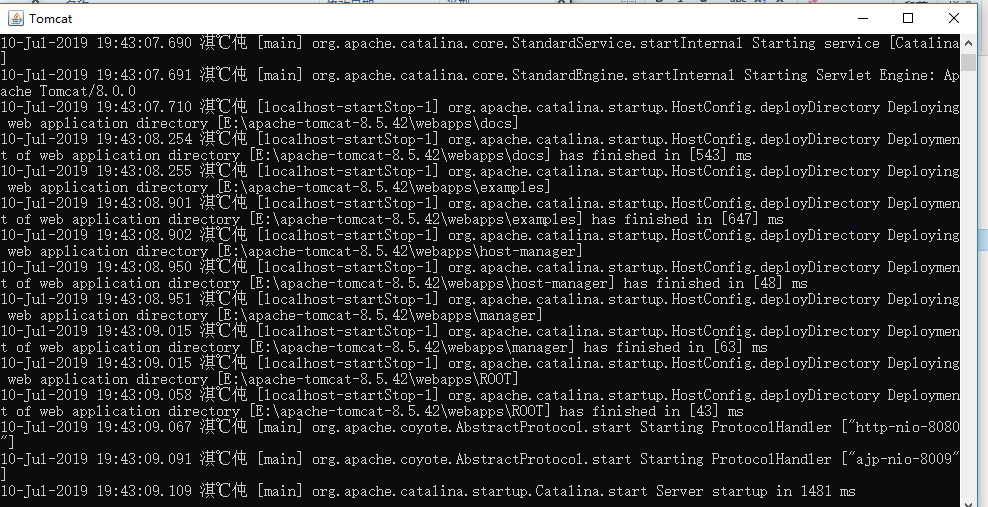 Tomcat
10-Jul-2019 19:43:07.690 淇℃伅 [main] org.apache.catalina.core.StandardService.startInternal Starting service [Catalina
]
10-Jul-2019 19:43:07.691 淇℃伅 [main] org.apache.catalina.core.StandardEngine.startInternal Starting Servlet Engine: Ap
ache Tomcat/8.0.0
10-Jul-2019 19:43:07.710 淇℃伅 [localhost-startStop-1] org.apache.catalina.startup.HostConfig.deployDirectory Deploying
 web application directory [E:\apache-tomcat-8.5.42\webapps\docs]
10-Jul-2019 19:43:08.254 淇℃伅 [localhost-startStop-1] org.apache.catalina.startup.HostConfig.deployDirectory Deploymen
t of web application directory [E:\apache-tomcat-8.5.42\webapps\docs] has finished in [543] ms
10-Jul-2019 19:43:08.255 淇℃伅 [localhost-startStop-1] org.apache.catalina.startup.HostConfig.deployDirectory Deploying
 web application directory [E:\apache-tomcat-8.5.42\webapps\examples]
10-Jul-2019 19:43:08.901 淇℃伅 [localhost-startStop-1] org.apache.catalina.startup.HostConfig.deployDirectory Deploymen
t of web application directory [E:\apache-tomcat-8.5.42\webapps\examples] has finished in [647] ms
10-Jul-2019 19:43:08.902 淇℃伅 [localhost-startStop-1] org.apache.catalina.startup.HostConfig.deployDirectory Deploying
 web application directory [E:\apache-tomcat-8.5.42\webapps\host-manager]
10-Jul-2019 19:43:08.950 淇℃伅 [localhost-startStop-1] org.apache.catalina.startup.HostConfig.deployDirectory Deploymen
t of web application directory [E:\apache-tomcat-8.5.42\webapps\host-manager] has finished in [48] ms
10-Jul-2019 19:43:08.951 淇℃伅 [localhost-startStop-1] org.apache.catalina.startup.HostConfig.deployDirectory Deploying
 web application directory [E:\apache-tomcat-8.5.42\webapps\manager]
10-Jul-2019 19:43:09.015 淇℃伅 [localhost-startStop-1] org.apache.catalina.startup.HostConfig.deployDirectory Deploymen
t of web application directory [E:\apache-tomcat-8.5.42\webapps\manager] has finished in [63] ms
10-Jul-2019 19:43:09.015 淇℃伅 [localhost-startStop-1] org.apache.catalina.startup.HostConfig.deployDirectory Deploying
 web application directory [E:\apache-tomcat-8.5.42\webapps\ROOT]
10-Jul-2019 19:43:09.058 淇℃伅 [localhost-startStop-1] org.apache.catalina.startup.HostConfig.deployDirectory Deploymen
t of web application directory [E:\apache-tomcat-8.5.42\webapps\ROOT] has finished in [43] ms
10-Jul-2019 19:43:09.067 淇℃伅 [main] org.apache.coyote.AbstractProtocol.start Starting ProtocolHandler ["http-nio-8080
"]
10-Jul-2019 19:43:09.091 淇℃伅 [main] org.apache.coyote.AbstractProtocol.start Starting ProtocolHandler ["ajp-nio-8009"
]
10-Jul-2019 19:43:09.109 淇℃伅 [main] org.apache.catalina.startup.Catalina.start Server startup in 1481 ms